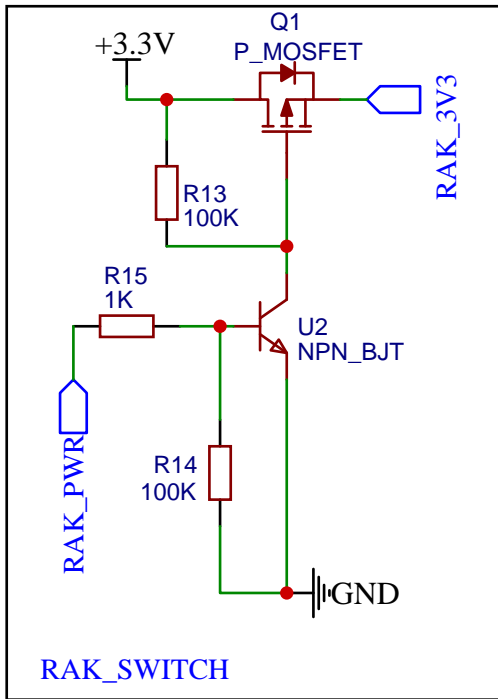 Q1
+3.3V
P_MOSFET
RAK_3V3
R13
100K
R15
1K
U2
NPN_BJT
RAK_PWR
R14
100K
GND
RAK_SWITCH